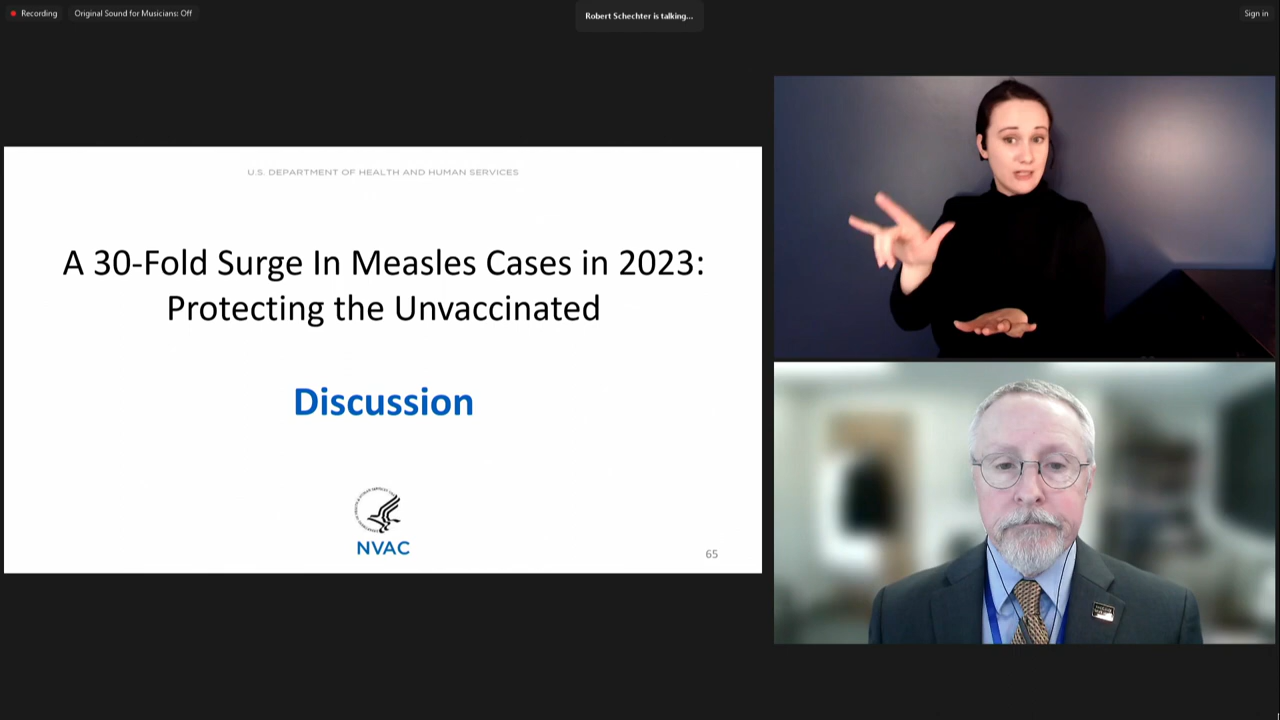 Recording
Original Sound for Musicians: Off
Robert Schechter is talking...
Sign in
U.S. DEPARTMENT OF HEALTH AND HUMAN SERVICES
A 30-Fold Surge In Measles Cases in 2023:
Protecting the Unvaccinated
Discussion
NVAC
65